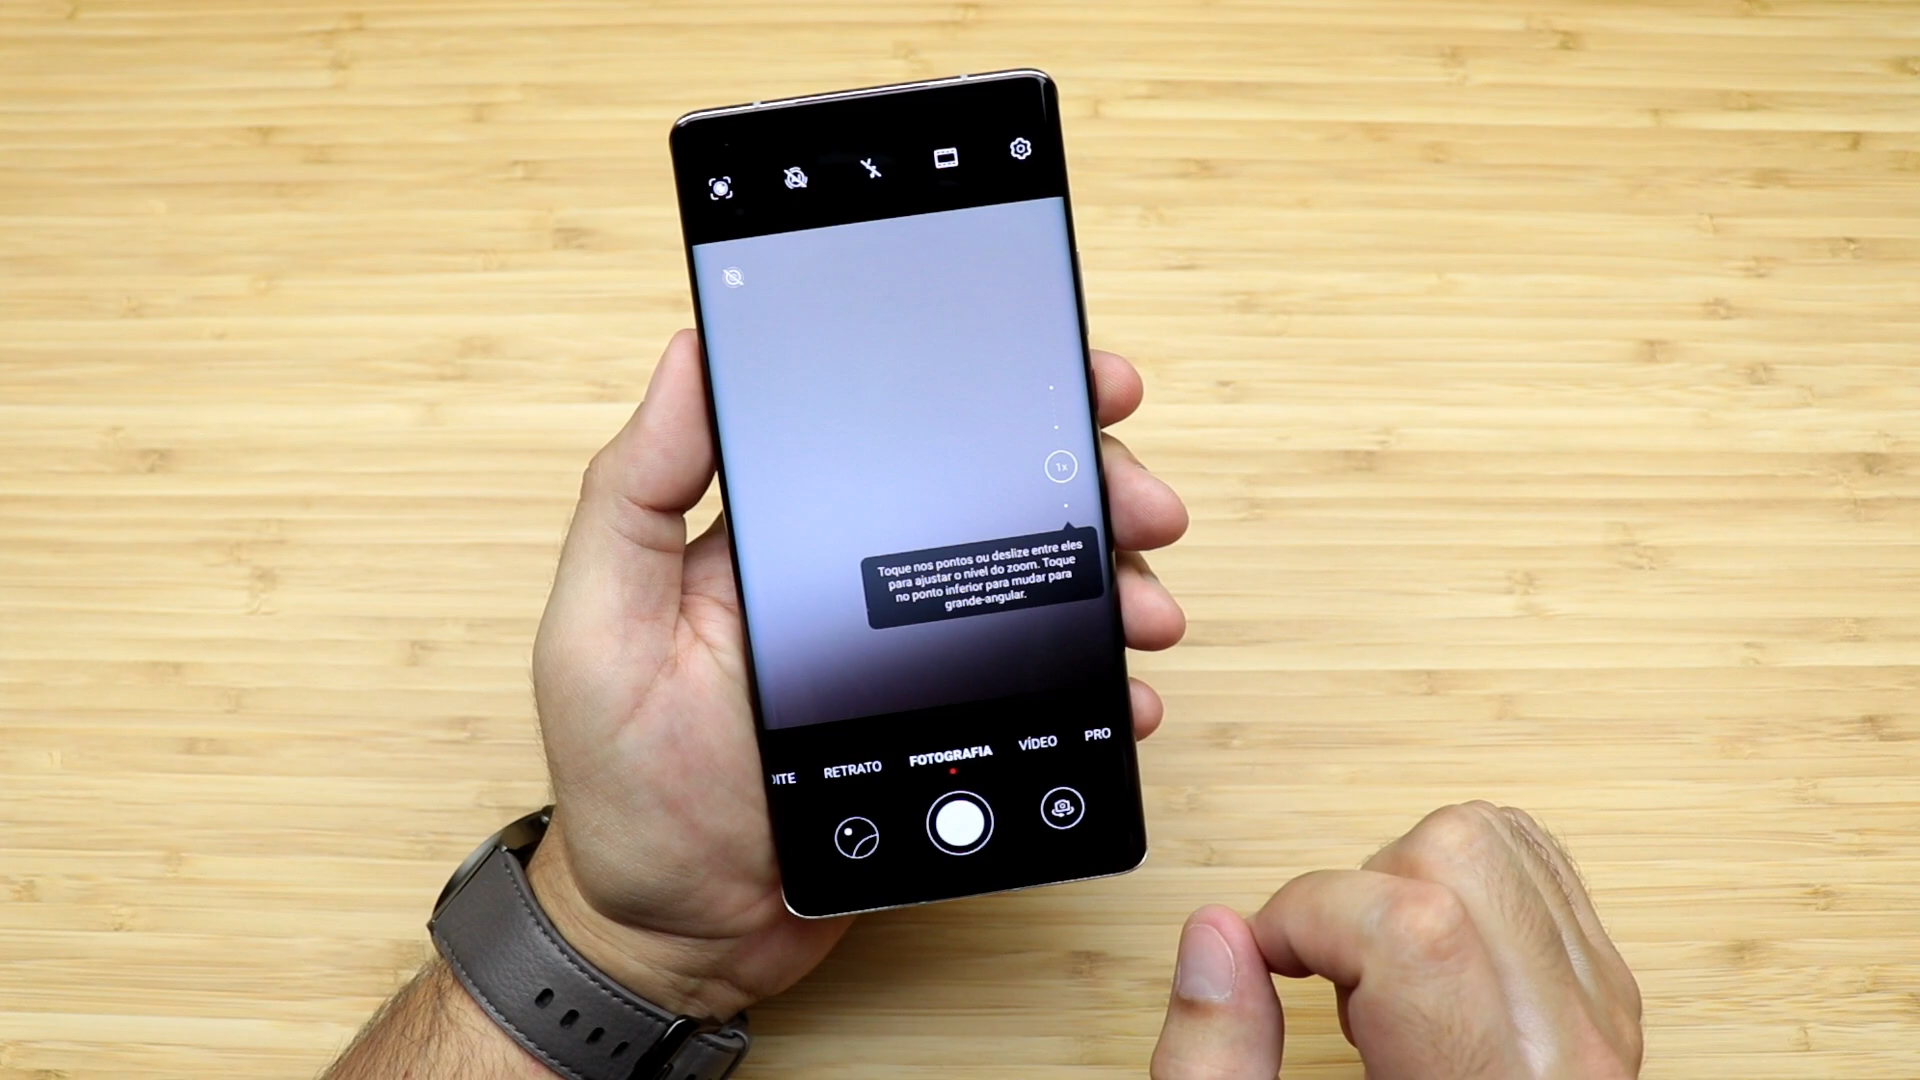 1x
Toque nos pontos ou deslize entre eles
para ajustar o nível do zoom. Toque
no ponto inferior para mudar para
grande-angular.
ITE RETRATO FOTOGRAFIA VÍDEO PRO